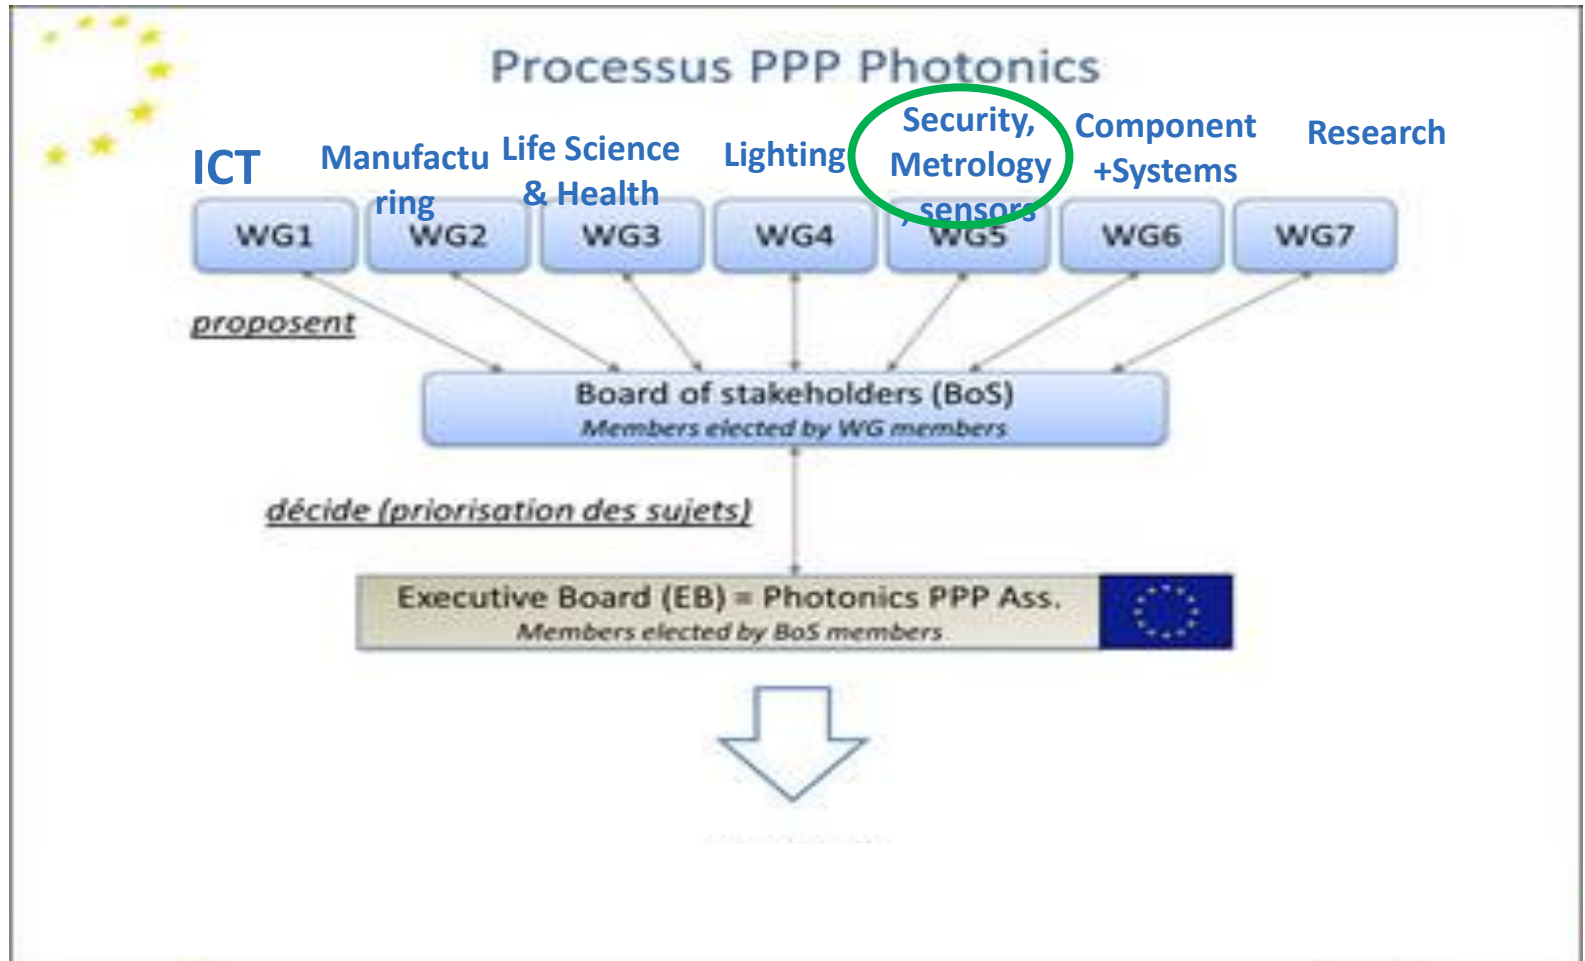 Processus PPP Photonics
ICT
Manufactu
ring
Life Science
& Health
Lighting
Security,
Metrology
, sensors
Component
+Systems
Research
WG1
WG2
WG3
WG4
WG5
WG6
WG7
proposent
Board of stakeholders (BoS)
Members elected by WG members
décide (priorisation des sujets)
Executive Board (EB) = Photonics PPP Ass.
Members elected by BoS members